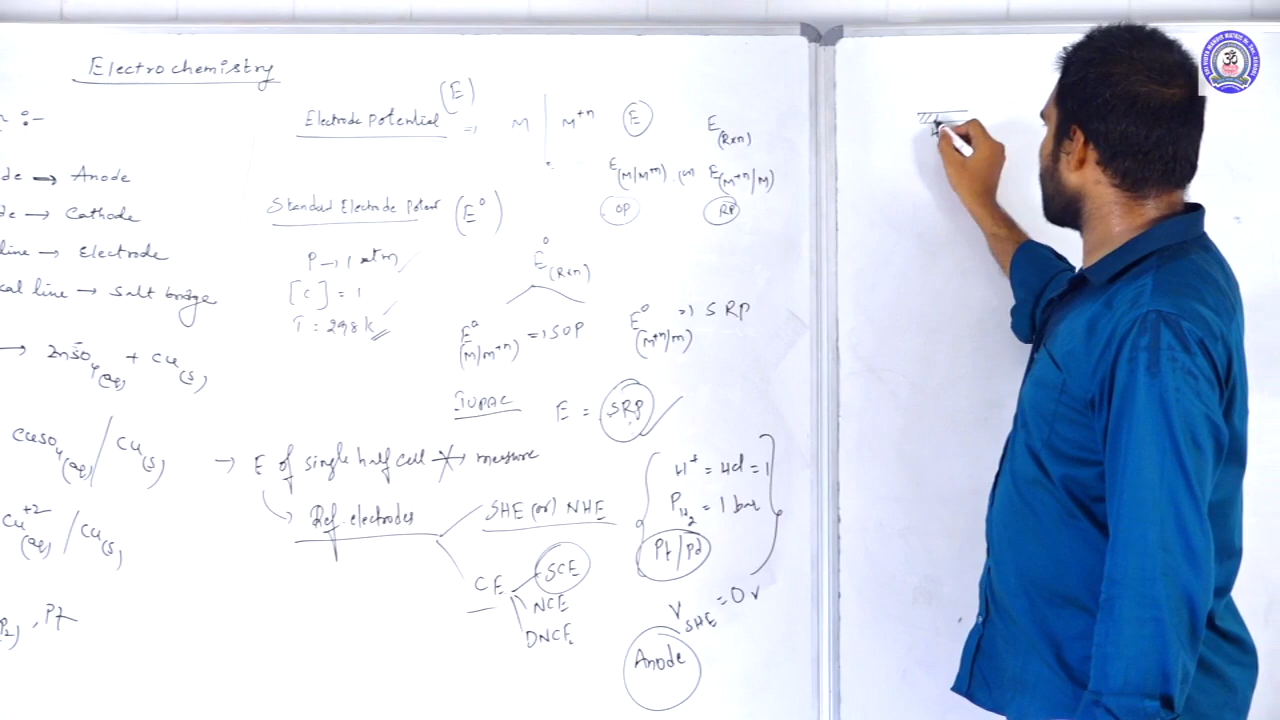 Electrochemistry
Electrode potential (E) => M | M+n (E)
E(Rxn)
E(M/M+n) (or) E(M+n/M)
OP RP
de → Anode
de → Cathode
line → Electrode
cal line → Salt bridge
→ ZnSO4(aq) + Cu(s)
CuSO4(aq) / Cu(s)
Cu+2(aq) / Cu(s)
P2), Pt
Standard Electrode poten (E°)
P → 1 atm
[C] = 1
T = 298 K
E°(Rxn)
E°(M/M+n) => SOP
E°(M+n/M) => SRP
IUPAC E = SRP
→ E of single half cell → measure
Ref. electrodes
SHE (or) NHE
CE
SCE
NCE
DNCE
H+ = Hcl = 1
PH2 = 1 bar
Pt/Pd
VSHE = 0 V
Anode